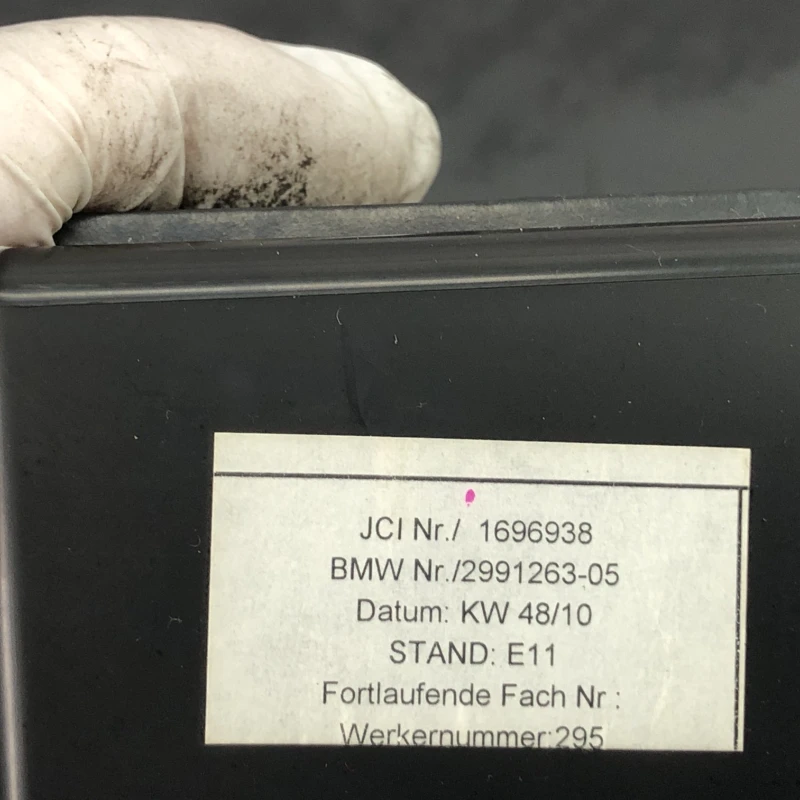 JCI Nr./ 1696938
BMW Nr./2991263-05
Datum: KW 48/10
STAND: E11
Fortlaufende Fach Nr :
Werkernummer:295